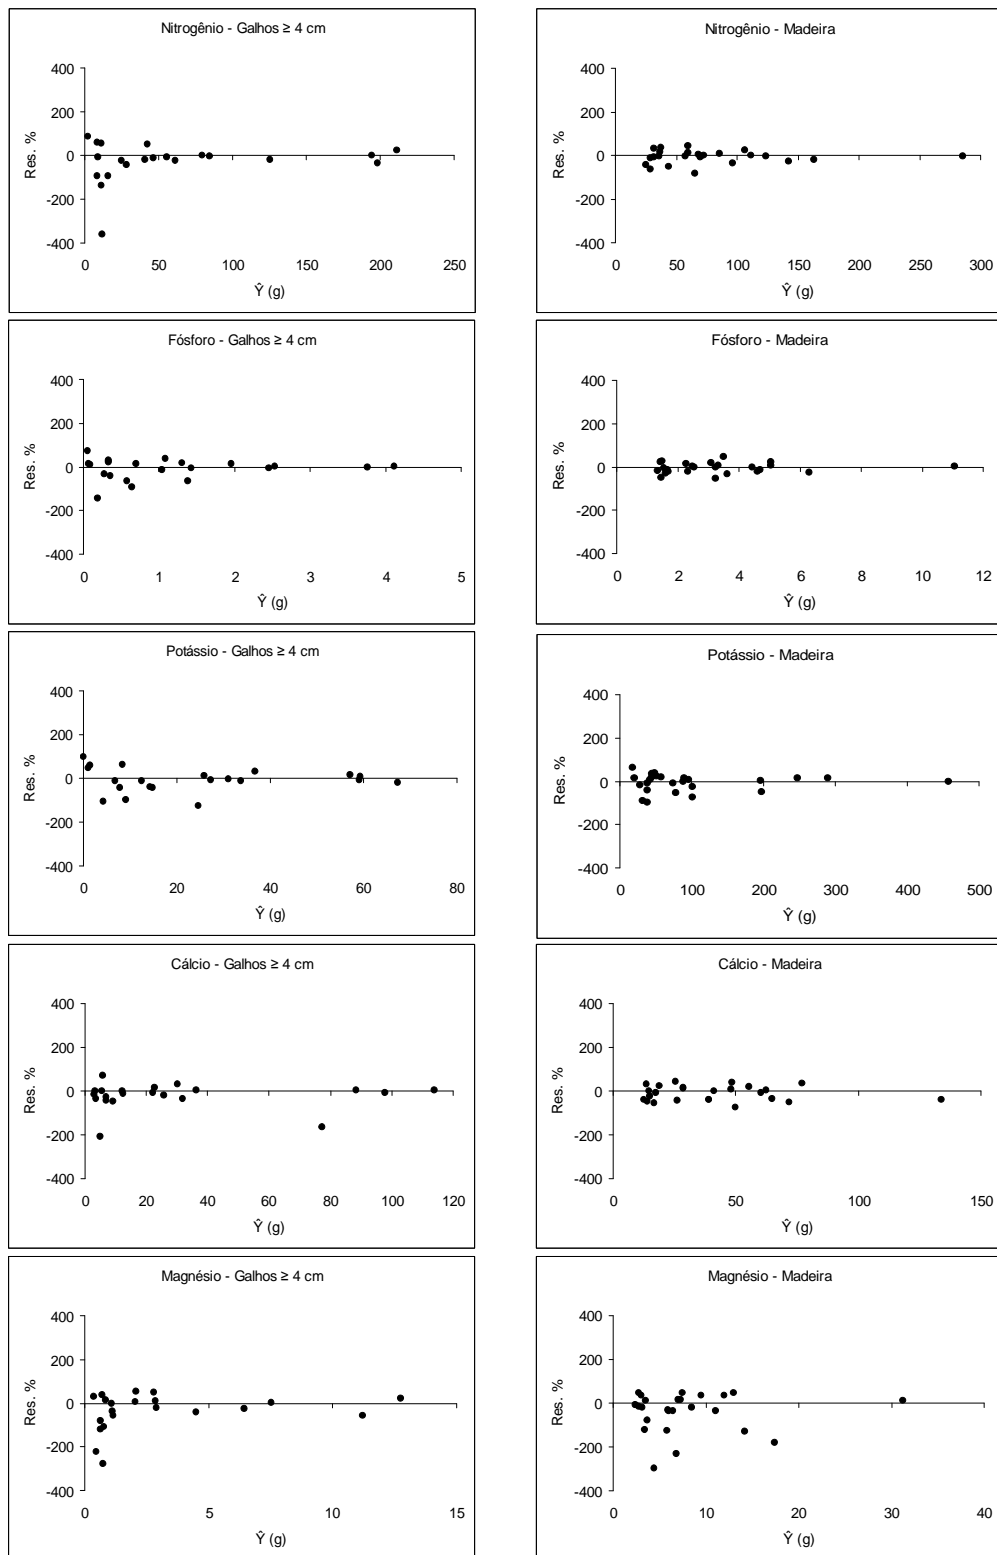 Nitrogênio - Galhos ≥ 4 cm
400
200
0
-200
-400
Res. %
0 50 100 150 200 250
Ŷ (g)
Nitrogênio - Madeira
400
200
0
-200
-400
Res. %
0 50 100 150 200 250 300
Ŷ (g)
Fósforo - Galhos ≥ 4 cm
400
200
0
-200
-400
Res. %
0 1 2 3 4 5
Ŷ (g)
Fósforo - Madeira
400
200
0
-200
-400
Res. %
0 2 4 6 8 10 12
Ŷ (g)
Potássio - Galhos ≥ 4 cm
400
200
0
-200
-400
Res. %
0 20 40 60 80
Ŷ (g)
Potássio - Madeira
400
200
0
-200
-400
Res. %
0 100 200 300 400 500
Ŷ (g)
Cálcio - Galhos ≥ 4 cm
400
200
0
-200
-400
Res. %
0 20 40 60 80 100 120
Ŷ (g)
Cálcio - Madeira
400
200
0
-200
-400
Res. %
0 50 100 150
Ŷ (g)
Magnésio - Galhos ≥ 4 cm
400
200
0
-200
-400
Res. %
0 5 10 15
Ŷ (g)
Magnésio - Madeira
400
200
0
-200
-400
Res. %
0 10 20 30 40
Ŷ (g)